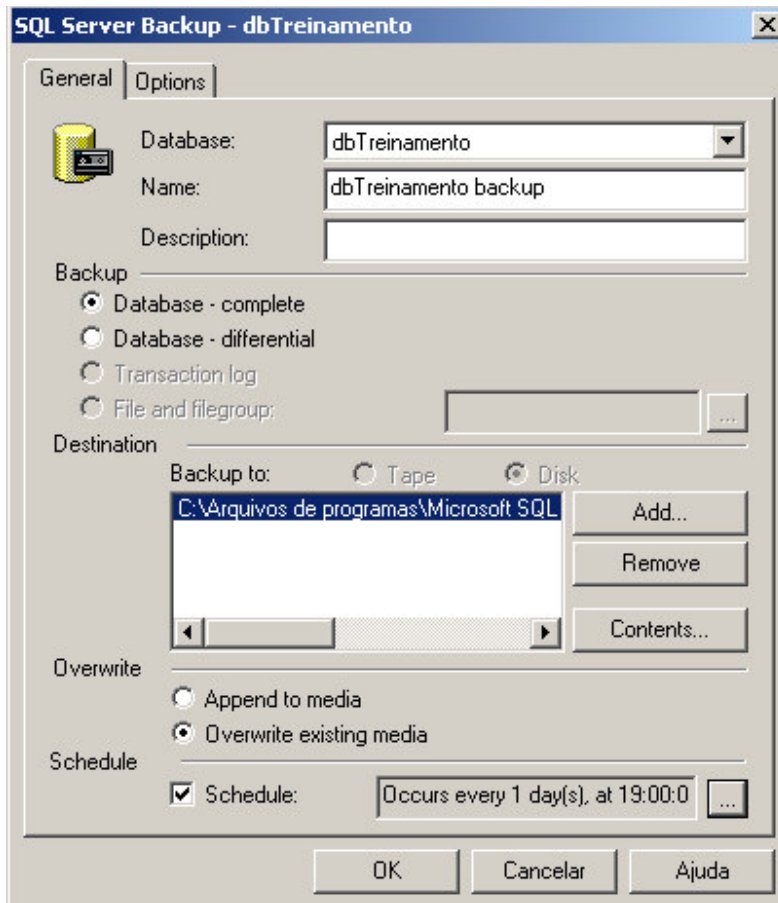 SQL Server Backup - dbTreinamento
General Options
Database: dbTreinamento
Name: dbTreinamento backup
Description:
Backup
Database - complete
Database - differential
Transaction log
File and filegroup: ...
Destination
Backup to: Tape Disk
C:\Arquivos de programas\Microsoft SQL
Add...
Remove
Contents...
Overwrite
Append to media
Overwrite existing media
Schedule
Schedule: Occurs every 1 day(s), at 19:00:0 ...
OK Cancelar Ajuda